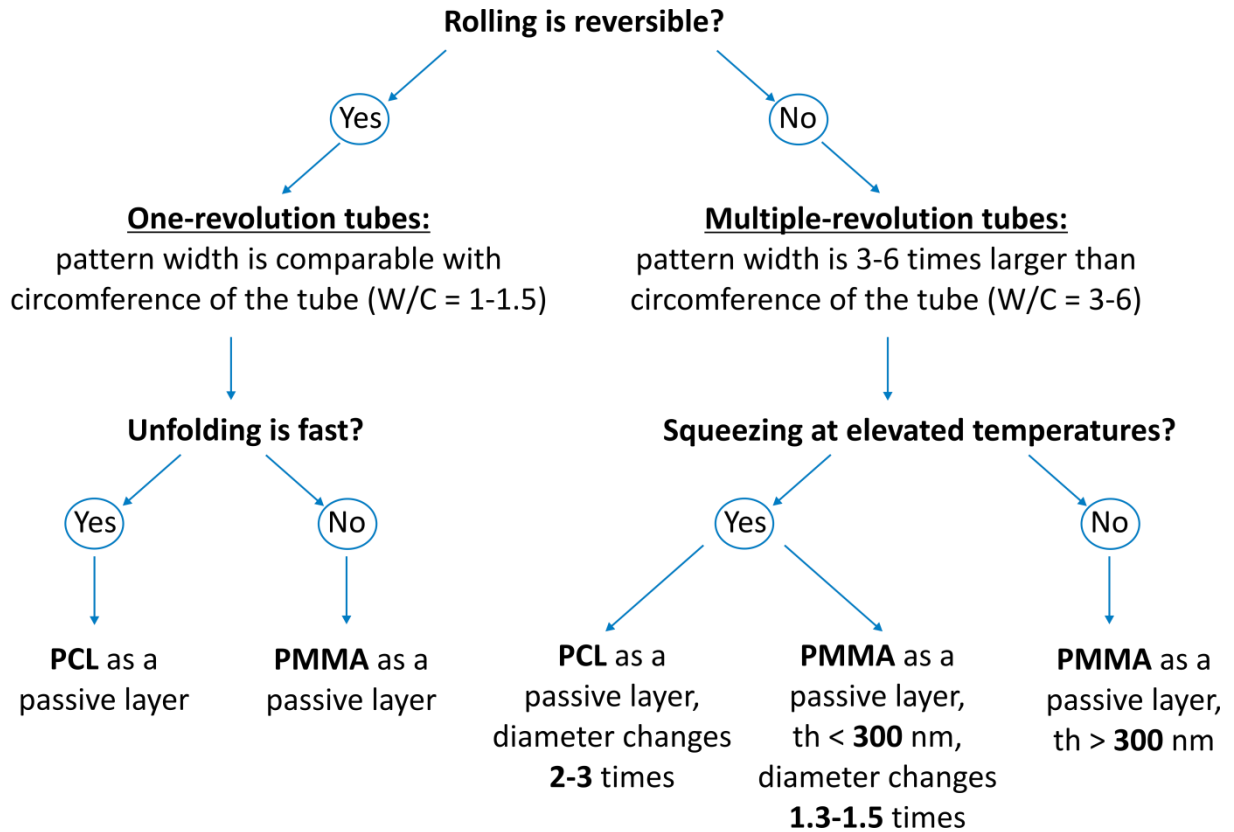 Rolling is reversible?
Yes
No
One-revolution tubes:
pattern width is comparable with
circomference of the tube (W/C = 1-1.5)
Multiple-revolution tubes:
pattern width is 3-6 times larger than
circomference of the tube (W/C = 3-6)
Unfolding is fast?
Squeezing at elevated temperatures?
Yes
No
Yes
No
PCL as a
passive layer
PMMA as a
passive layer
PCL as a
passive layer,
diameter changes
2-3 times
PMMA as a
passive layer,
th < 300 nm,
diameter changes
1.3-1.5 times
PMMA as a
passive layer,
th > 300 nm